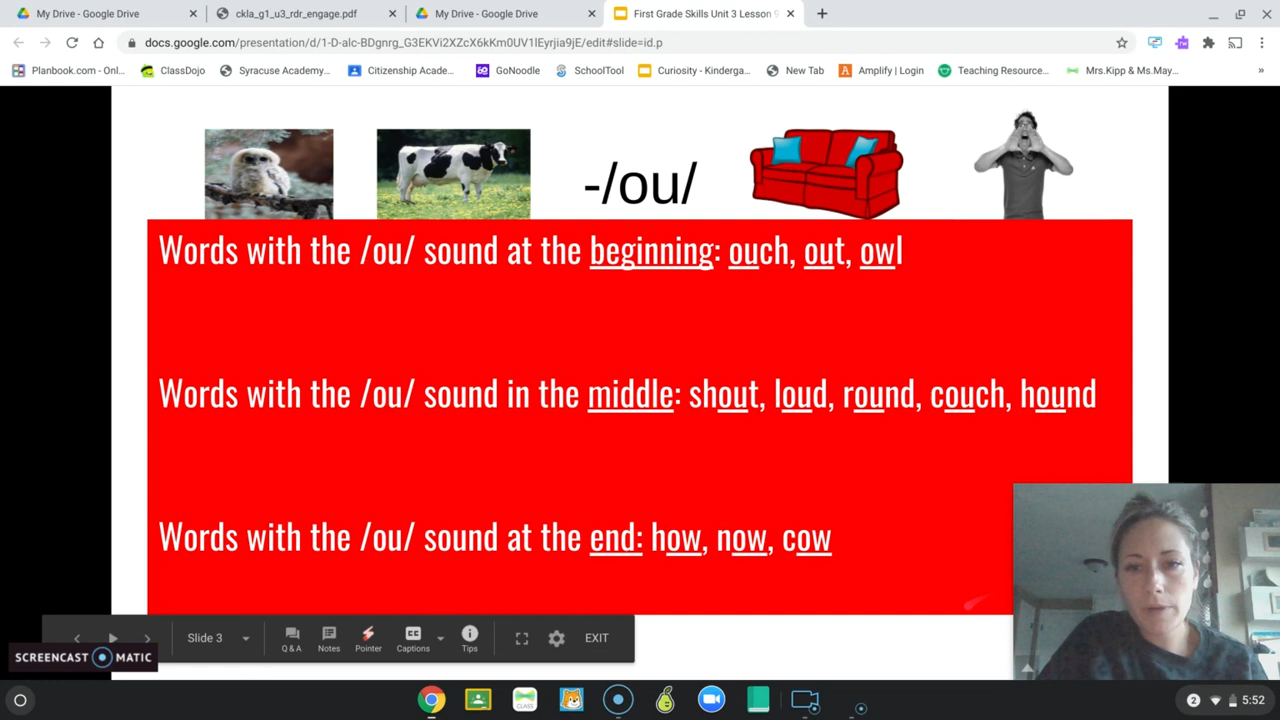 My Drive - Google Drive
ckla_g1_u3_rdr_engage.pdf
My Drive - Google Drive
First Grade Skills Unit 3 Lesson 9
docs.google.com/presentation/d/1-D-alc-BDgnrg_G3EKVi2XZcX6kKm0UV1lEyrjia9jE/edit#slide=id.p
Planbook.com - Onl...
ClassDojo
Syracuse Academy...
Citizenship Acade...
GoNoodle
SchoolTool
Curiosity - Kinderga...
New Tab
Amplify | Login
Teaching Resource...
Mrs.Kipp & Ms.May...
»
-/ou/
Words with the /ou/ sound at the beginning: ouch, out, owl
Words with the /ou/ sound in the middle: shout, loud, round, couch, hound
Words with the /ou/ sound at the end: how, now, cow
Slide 3
Q & A
Notes
Pointer
CC
Captions
Tips
EXIT
SCREENCAST MATIC
CLASS
2
5:52